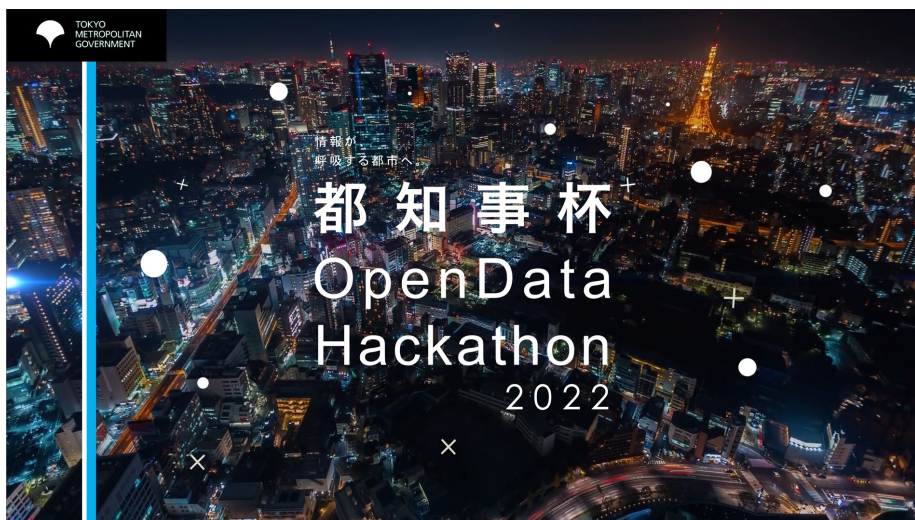 TOKYO
METROPOLITAN
GOVERNMENT
情報が、
呼吸する都市へ。
都知事杯
OpenData
Hackathon
2022